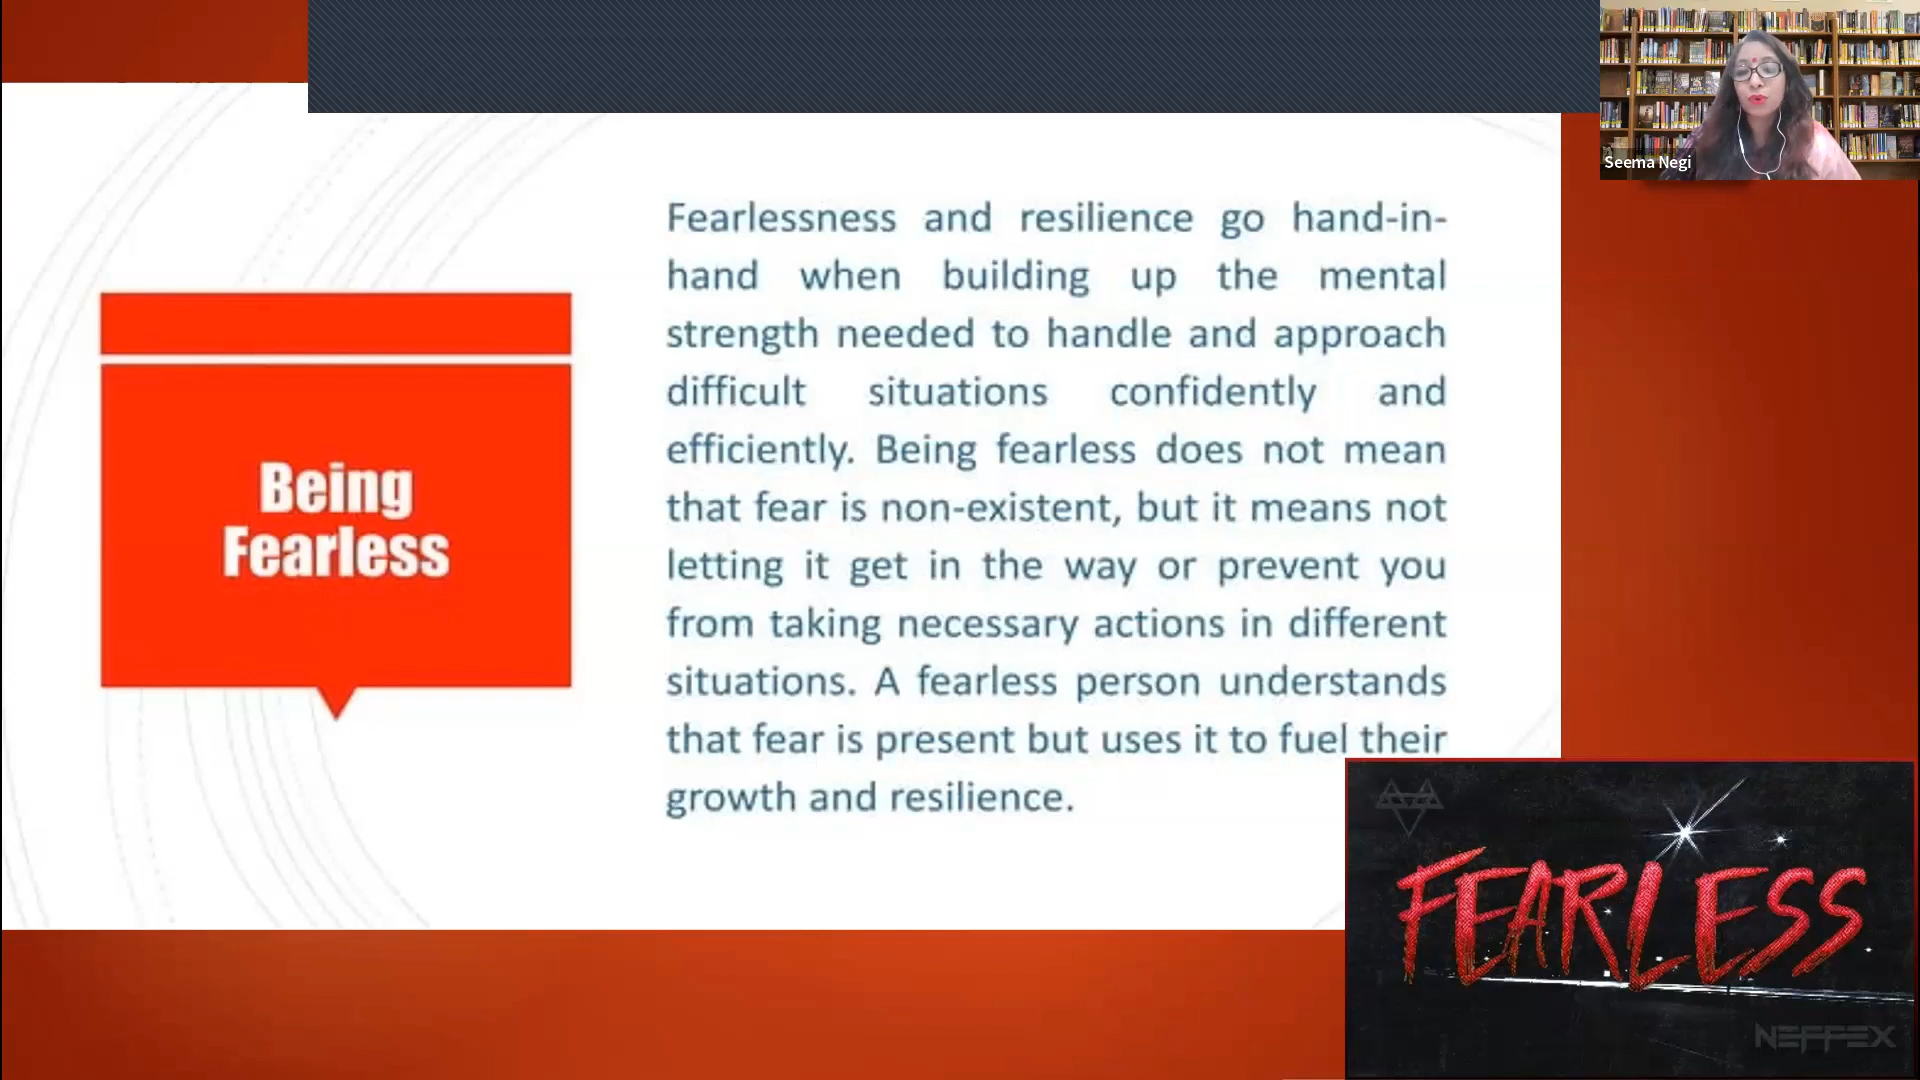 Seema Negi
Being
Fearless
Fearlessness and resilience go hand-in-
hand when building up the mental
strength needed to handle and approach
difficult situations confidently and
efficiently. Being fearless does not mean
that fear is non-existent, but it means not
letting it get in the way or prevent you
from taking necessary actions in different
situations. A fearless person understands
that fear is present but uses it to fuel their
growth and resilience.
FEARLESS
NEFFEX